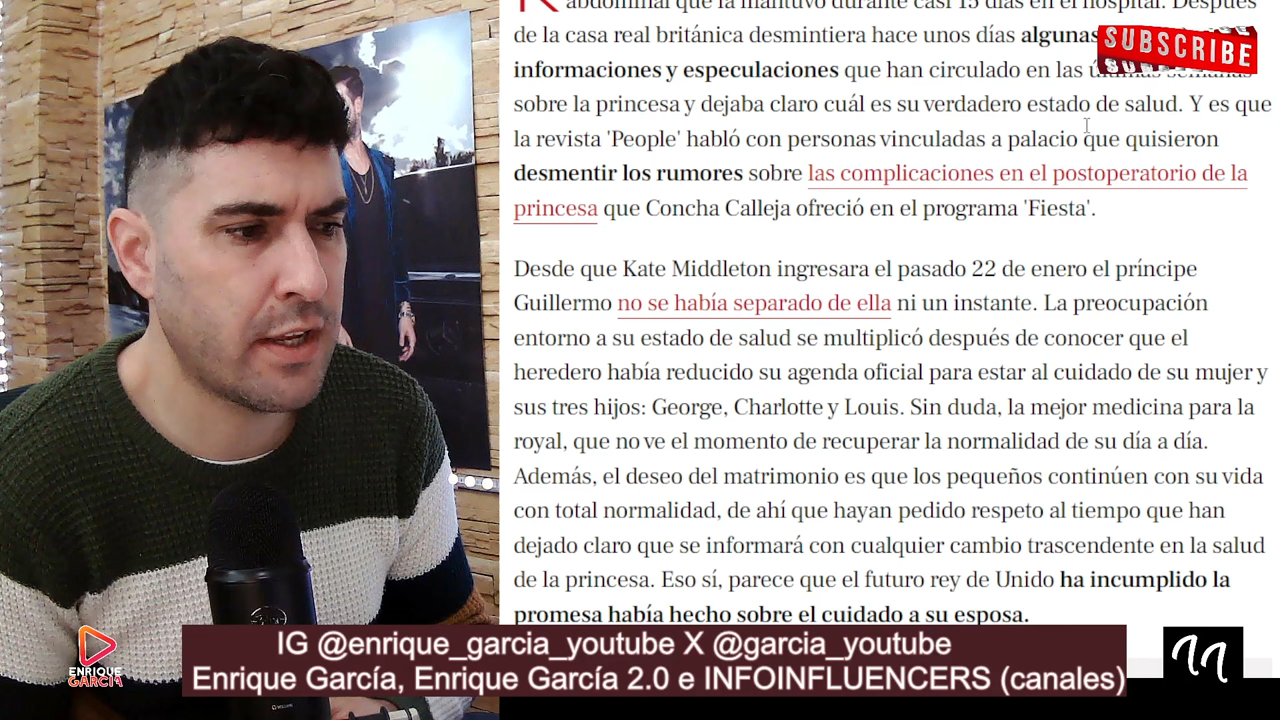 abdominal que la mantuvo durante casi 15 días en el hospital. Después
de la casa real británica desmintiera hace unos días algunas
informaciones y especulaciones que han circulado en las últimas semanas
sobre la princesa y dejaba claro cuál es su verdadero estado de salud. Y es que
la revista 'People' habló con personas vinculadas a palacio que quisieron
desmentir los rumores sobre las complicaciones en el postoperatorio de la
princesa que Concha Calleja ofreció en el programa 'Fiesta'.
Desde que Kate Middleton ingresara el pasado 22 de enero el príncipe
Guillermo no se había separado de ella ni un instante. La preocupación
entorno a su estado de salud se multiplicó después de conocer que el
heredero había reducido su agenda oficial para estar al cuidado de su mujer y
sus tres hijos: George, Charlotte y Louis. Sin duda, la mejor medicina para la
royal, que no ve el momento de recuperar la normalidad de su día a día.
Además, el deseo del matrimonio es que los pequeños continúen con su vida
con total normalidad, de ahí que hayan pedido respeto al tiempo que han
dejado claro que se informará con cualquier cambio trascendente en la salud
de la princesa. Eso sí, parece que el futuro rey de Unido ha incumplido la
promesa había hecho sobre el cuidado a su esposa.
SUBSCRIBE
IG @enrique_garcia_youtube X @garcia_youtube
Enrique García, Enrique García 2.0 e INFOINFLUENCERS (canales)
ENRIQUE
GARCÍA